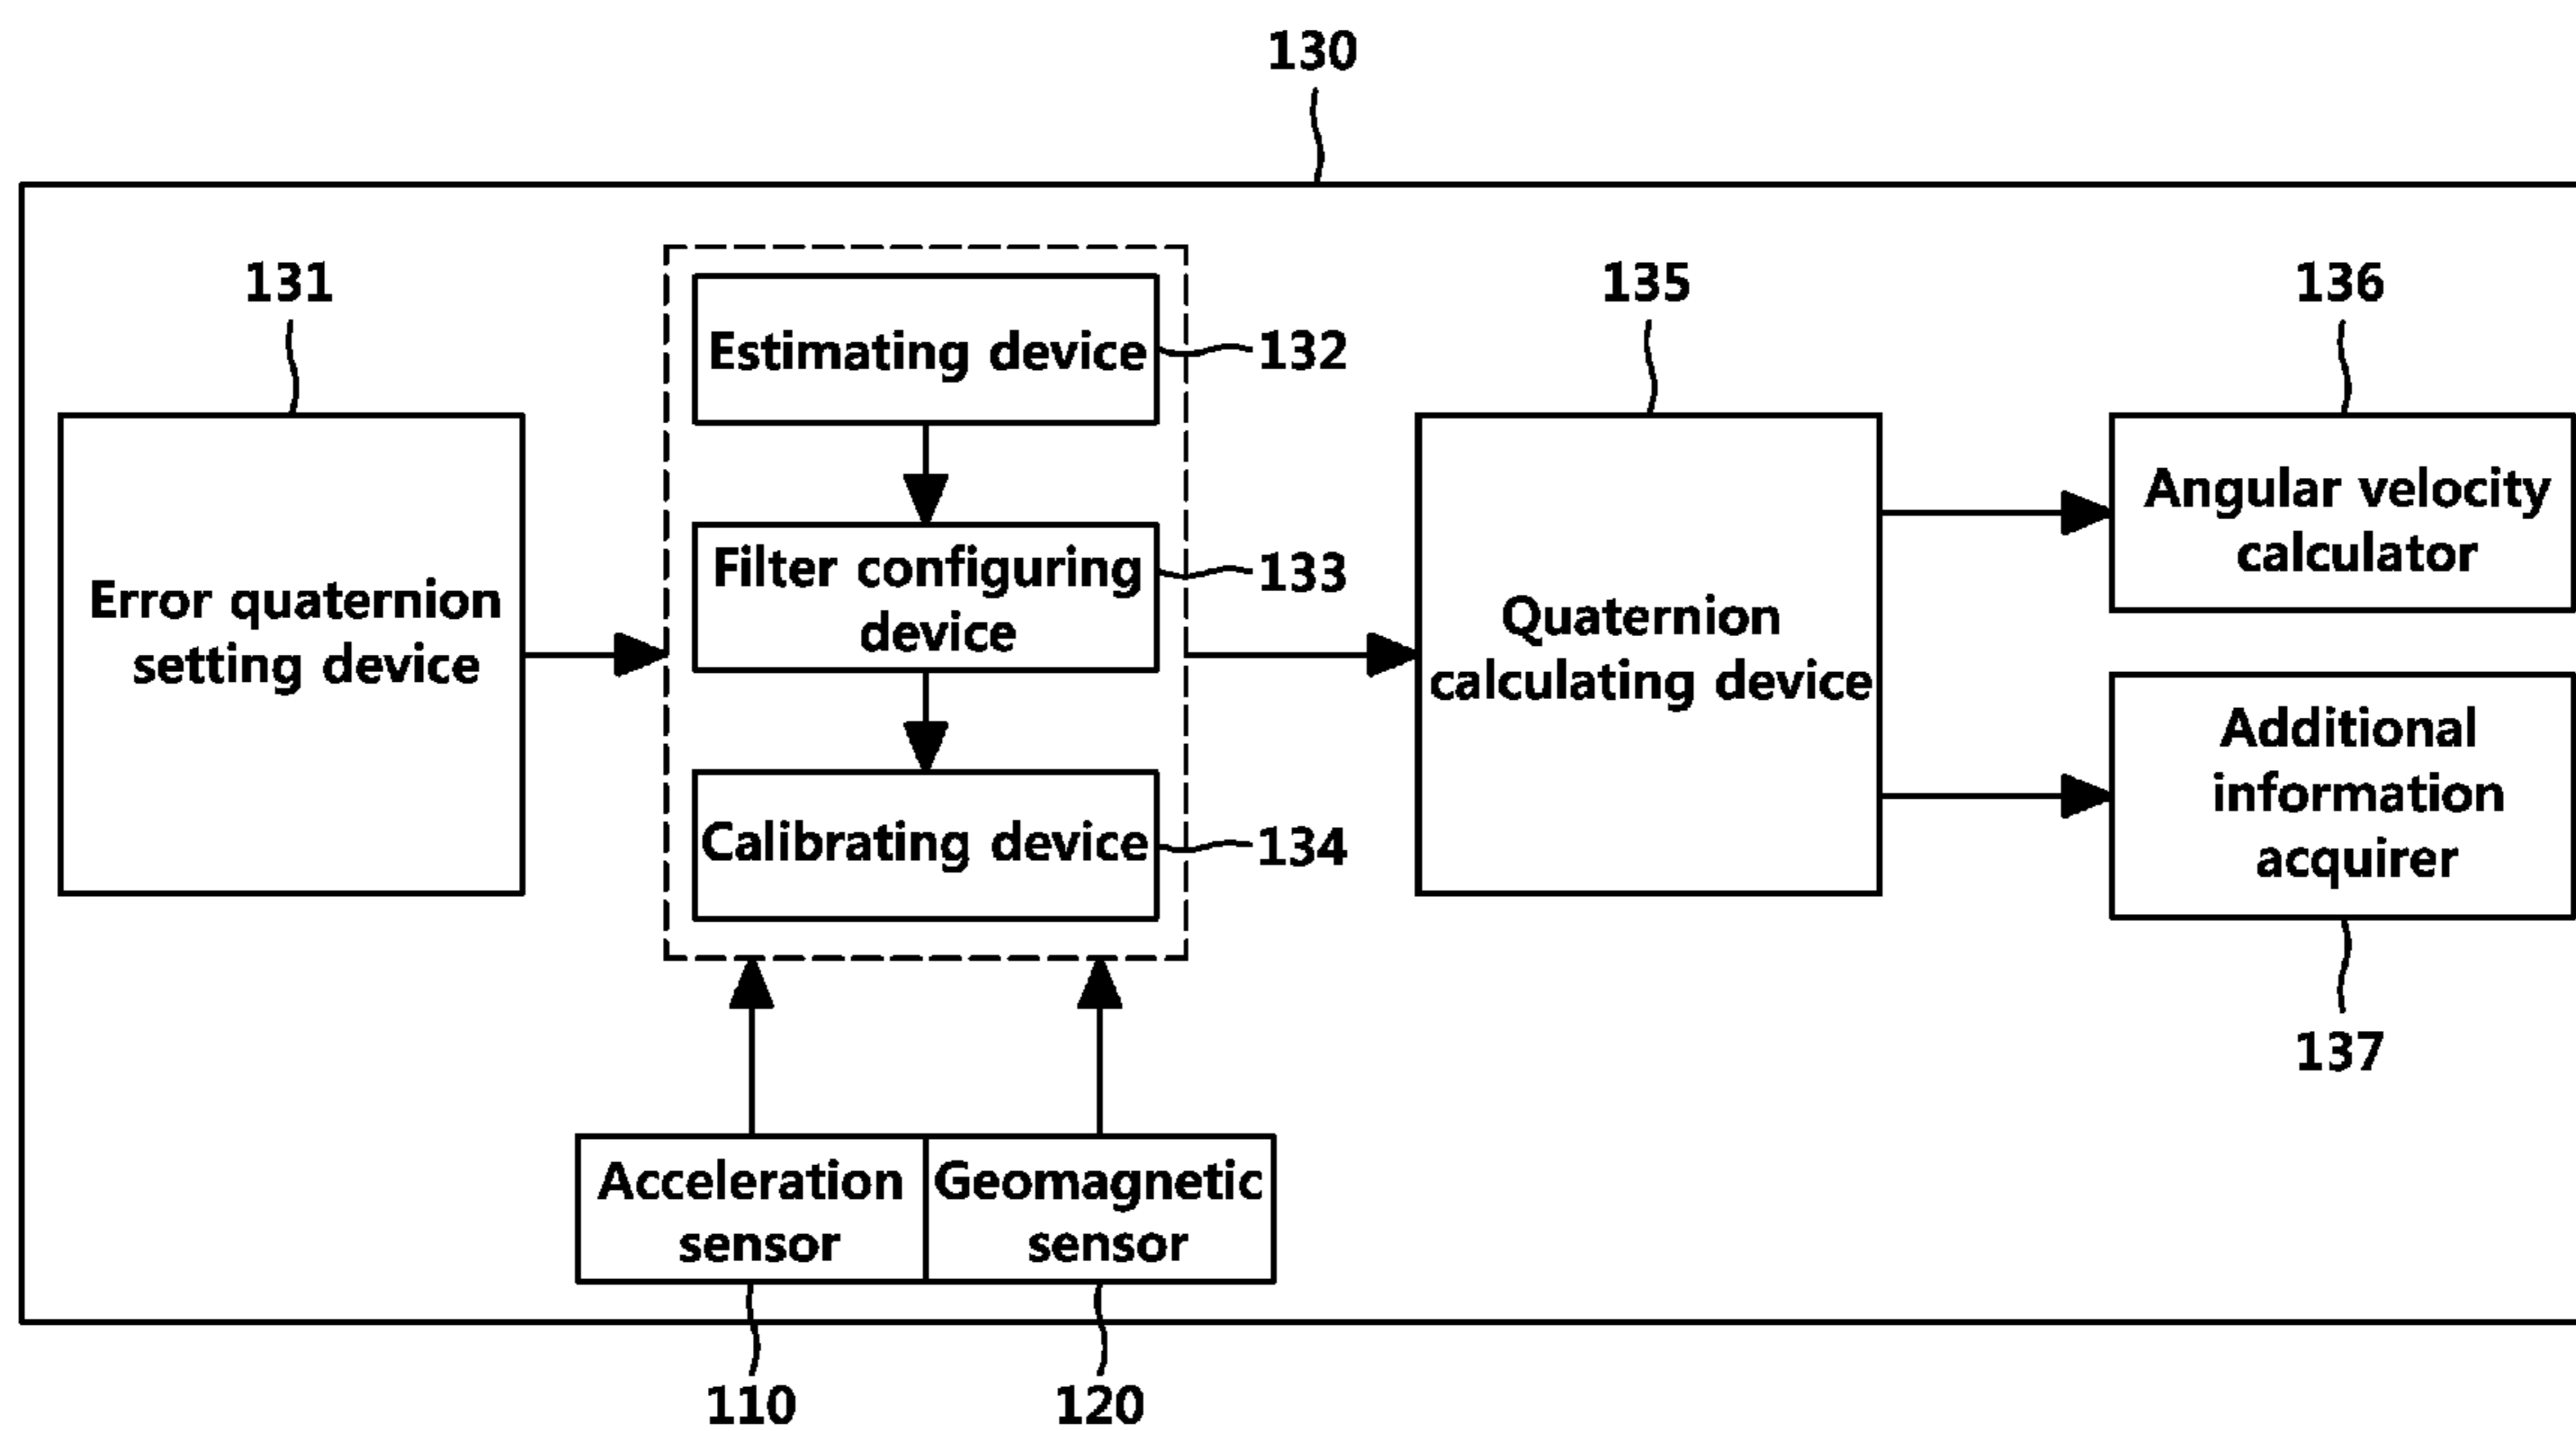 130
131
Error quaternion
setting device
Estimating device
132
Filter configuring
device
133
Calibrating device
134
135
Quaternion
calculating device
136
Angular velocity
calculator
Additional
information
acquirer
137
Acceleration
sensor
Geomagnetic
sensor
110
120